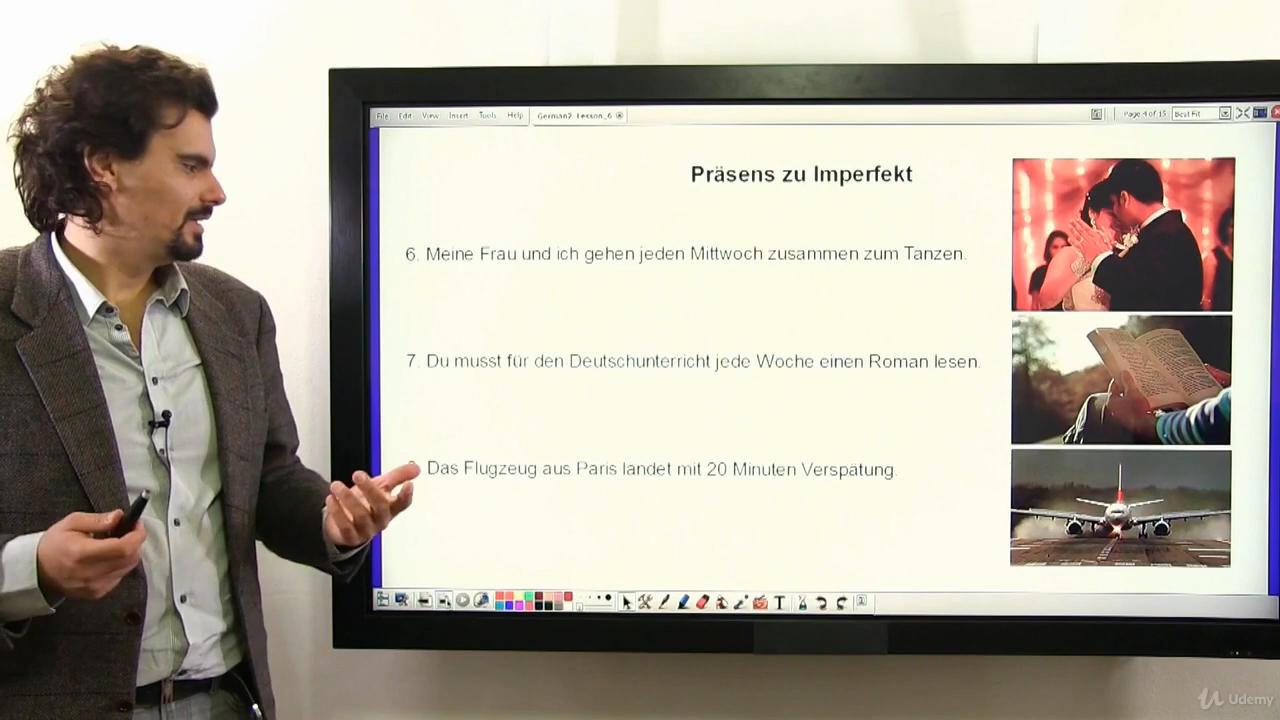 File Edit View Insert Tools Help German2_Lesson_6 Page 4 of 15 Best Fit
Präsens zu Imperfekt
6. Meine Frau und ich gehen jeden Mittwoch zusammen zum Tanzen.
7. Du musst für den Deutschunterricht jede Woche einen Roman lesen.
Das Flugzeug aus Paris landet mit 20 Minuten Verspätung.
T
Udemy